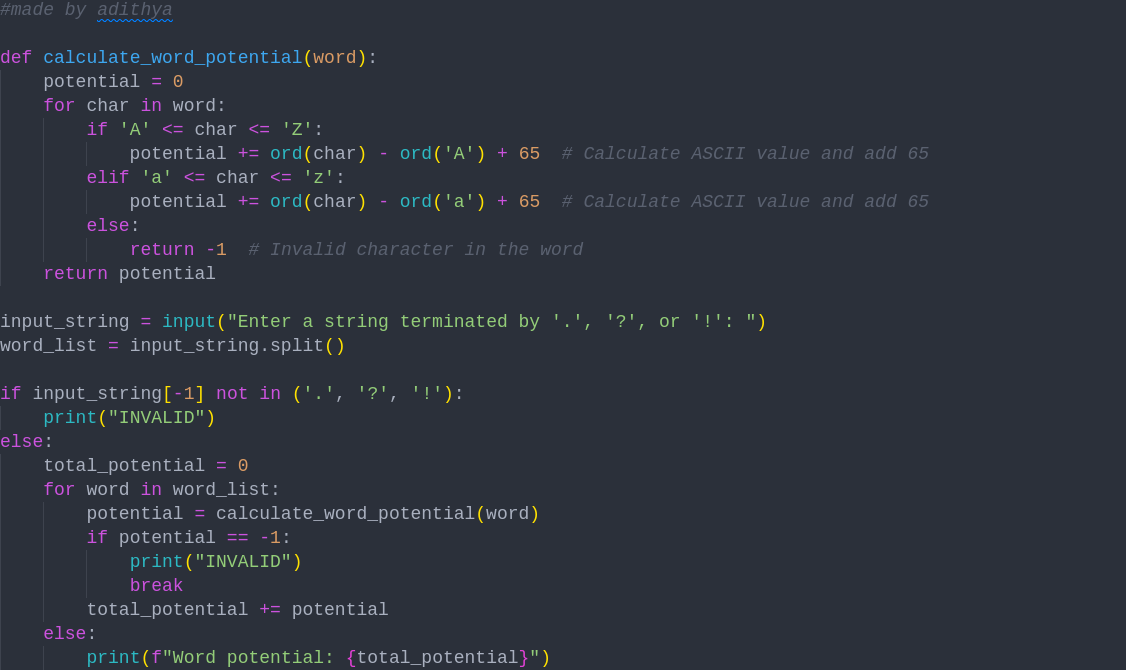 #made by adithya

def calculate_word_potential(word):
    potential = 0
    for char in word:
        if 'A' <= char <= 'Z':
            potential += ord(char) - ord('A') + 65  # Calculate ASCII value and add 65
        elif 'a' <= char <= 'z':
            potential += ord(char) - ord('a') + 65  # Calculate ASCII value and add 65
        else:
            return -1  # Invalid character in the word
    return potential

input_string = input("Enter a string terminated by '.', '?', or '!': ")
word_list = input_string.split()

if input_string[-1] not in ('.', '?', '!'):
    print("INVALID")
else:
    total_potential = 0
    for word in word_list:
        potential = calculate_word_potential(word)
        if potential == -1:
            print("INVALID")
            break
        total_potential += potential
    else:
        print(f"Word potential: {total_potential}")